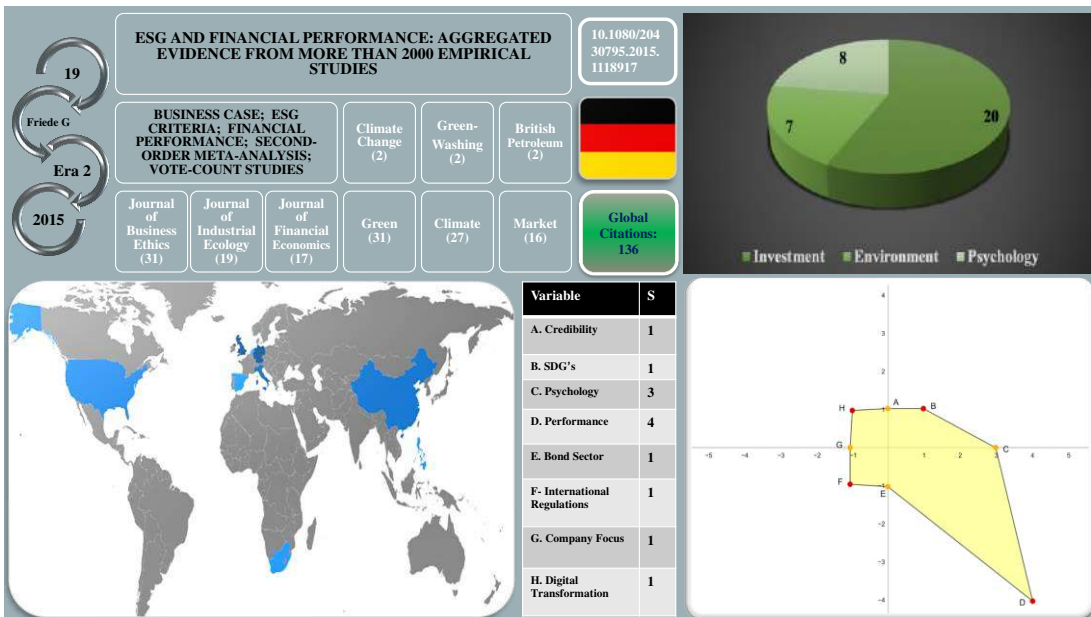 19
Friede G
Era 2
2015
ESG AND FINANCIAL PERFORMANCE: AGGREGATED
EVIDENCE FROM MORE THAN 2000 EMPIRICAL
STUDIES
10.1080/204
30795.2015.
1118917
BUSINESS CASE; ESG
CRITERIA; FINANCIAL
PERFORMANCE; SECOND-
ORDER META-ANALYSIS;
VOTE-COUNT STUDIES
Climate
Change
(2)
Green-
Washing
(2)
British
Petroleum
(2)
Journal
of
Business
Ethics
(31)
Journal
of
Industrial
Ecology
(19)
Journal of
Financial
Economics
(17)
Green
(31)
Climate
(27)
Market
(16)
Global
Citations:
136
8
7
20
Investment Environment Psychology
Variable S
A. Credibility 1
B. SDG's 1
C. Psychology 3
D. Performance 4
E. Bond Sector 1
F- International
Regulations 1
G. Company Focus 1
H. Digital
Transformation 1
4
3
2
H 1 A B
G C
-5 -4 -3 -2 -1 1 2 3 4 5
F -1 E
-2
-3
-4 D